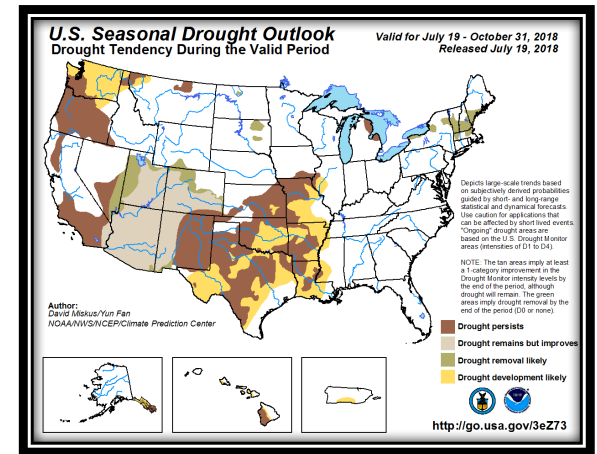 U.S. Seasonal Drought Outlook
Drought Tendency During the Valid Period
Valid for July 19 - October 31, 2018
Released July 19, 2018
Depicts large-scale trends based
on subjectively derived probabilities
guided by short- and long-range
statistical and dynamical forecasts.
Use caution for applications that
can be affected by short lived events.
"Ongoing" drought areas are
based on the U.S. Drought Monitor
areas (intensities of D1 to D4).
NOTE: The tan areas imply at least
a 1-category improvement in the
Drought Monitor intensity levels by
the end of the period, although
drought will remain. The green
areas imply drought removal by the
end of the period (D0 or none).
Author:
David Miskus/Yun Fan
NOAA/NWS/NCEP/Climate Prediction Center
Drought persists
Drought remains but improves
Drought removal likely
Drought development likely
http://go.usa.gov/3eZ73